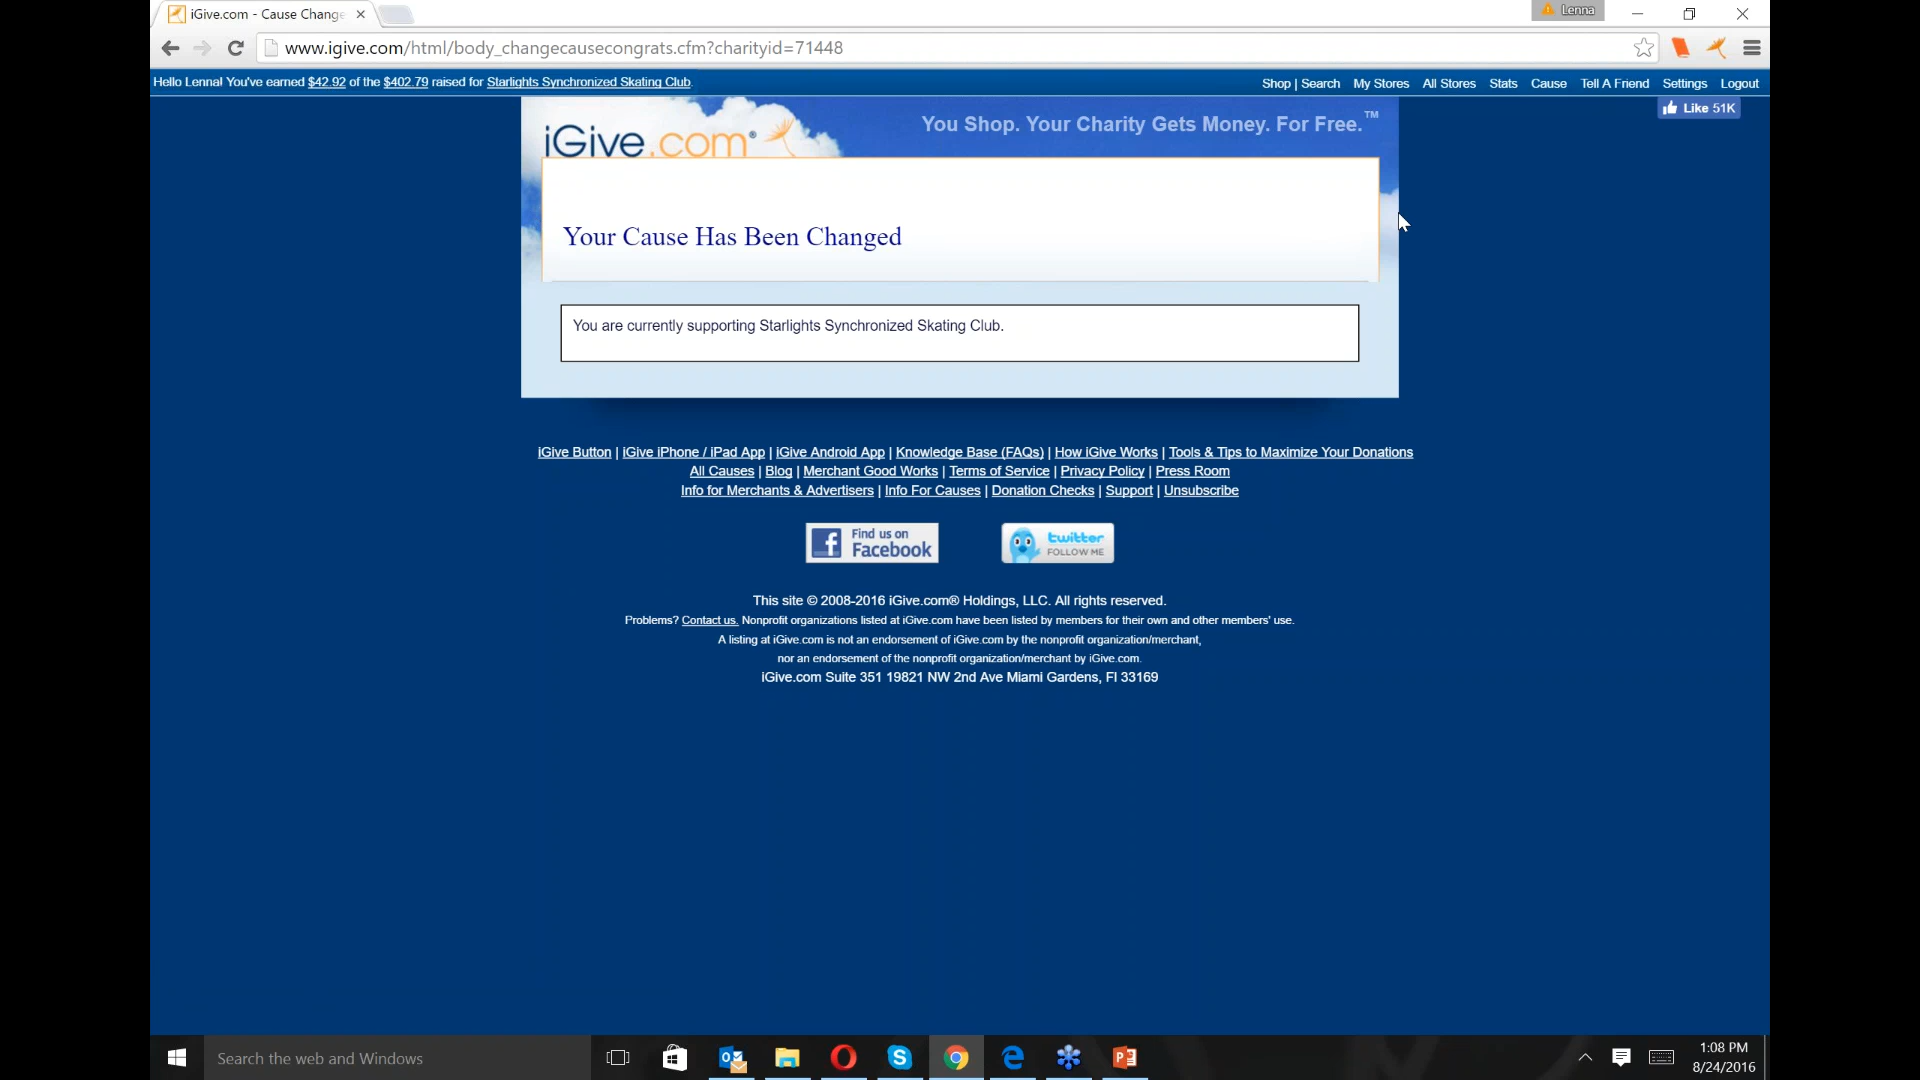 iGive.com - Cause Change
Lenna
www.igive.com/html/body_changecausecongrats.cfm?charityid=71448
Hello Lenna! You've earned $42.92 of the $402.79 raised for Starlights Synchronized Skating Club.
Shop | Search My Stores All Stores Stats Cause Tell A Friend Settings Logout
Like 51K
iGive.com®
You Shop. Your Charity Gets Money. For Free.™
Your Cause Has Been Changed
You are currently supporting Starlights Synchronized Skating Club.
iGive Button | iGive iPhone / iPad App | iGive Android App | Knowledge Base (FAQs) | How iGive Works | Tools & Tips to Maximize Your Donations
All Causes | Blog | Merchant Good Works | Terms of Service | Privacy Policy | Press Room
Info for Merchants & Advertisers | Info For Causes | Donation Checks | Support | Unsubscribe
Find us on
Facebook
twitter
FOLLOW ME
This site © 2008-2016 iGive.com® Holdings, LLC. All rights reserved.
Problems? Contact us. Nonprofit organizations listed at iGive.com have been listed by members for their own and other members' use.
A listing at iGive.com is not an endorsement of iGive.com by the nonprofit organization/merchant,
nor an endorsement of the nonprofit organization/merchant by iGive.com.
iGive.com Suite 351 19821 NW 2nd Ave Miami Gardens, Fl 33169
Search the web and Windows
1:08 PM
8/24/2016